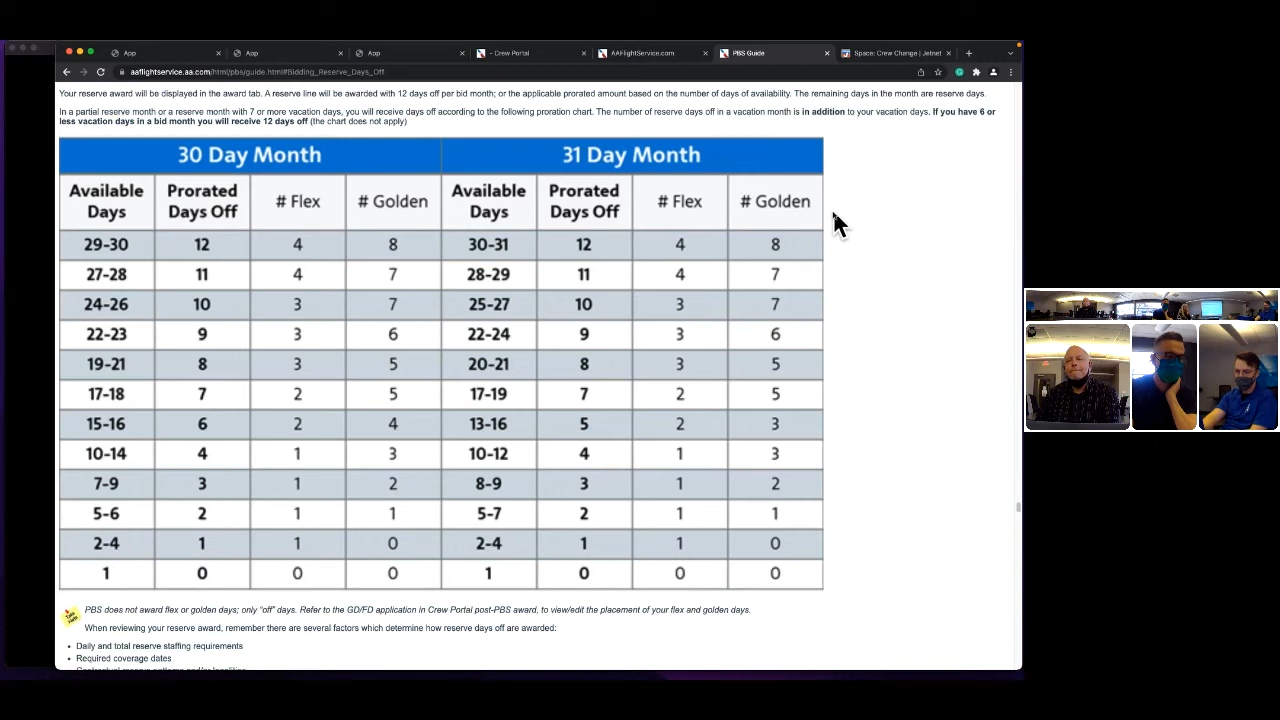 App
App
App
- Crew Portal
AAFlightService.com
PBS Guide
Space: Crew Change | Jetnet
aaflightservice.aa.com/html/pbs/guide.html#Bidding_Reserve_Days_Off
Your reserve award will be displayed in the award tab. A reserve line will be awarded with 12 days off per bid month; or the applicable prorated amount based on the number of days of availability. The remaining days in the month are reserve days.
In a partial reserve month or a reserve month with 7 or more vacation days, you will receive days off according to the following proration chart. The number of reserve days off in a vacation month is in addition to your vacation days. If you have 6 or
less vacation days in a bid month you will receive 12 days off (the chart does not apply)
30 Day Month 31 Day Month
Available Days Prorated Days Off # Flex # Golden Available Days Prorated Days Off # Flex # Golden
29-30 12 4 8 30-31 12 4 8
27-28 11 4 7 28-29 11 4 7
24-26 10 3 7 25-27 10 3 7
22-23 9 3 6 22-24 9 3 6
19-21 8 3 5 20-21 8 3 5
17-18 7 2 5 17-19 7 2 5
15-16 6 2 4 13-16 5 2 3
10-14 4 1 3 10-12 4 1 3
7-9 3 1 2 8-9 3 1 2
5-6 2 1 1 5-7 2 1 1
2-4 1 1 0 2-4 1 1 0
1 0 0 0 1 0 0 0
PBS does not award flex or golden days; only "off" days. Refer to the GD/FD application in Crew Portal post-PBS award, to view/edit the placement of your flex and golden days.
When reviewing your reserve award, remember there are several factors which determine how reserve days off are awarded:
• Daily and total reserve staffing requirements
• Required coverage dates